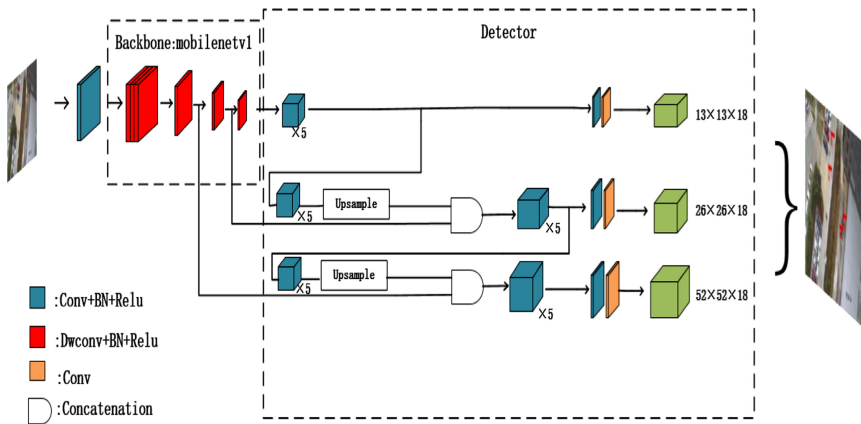 Backbone:mobilenetv1
Detector
×5
13×13×18
×5
Upsample
×5
26×26×18
×5
Upsample
×5
52×52×18
:Conv+BN+Relu
:Dwconv+BN+Relu
:Conv
:Concatenation